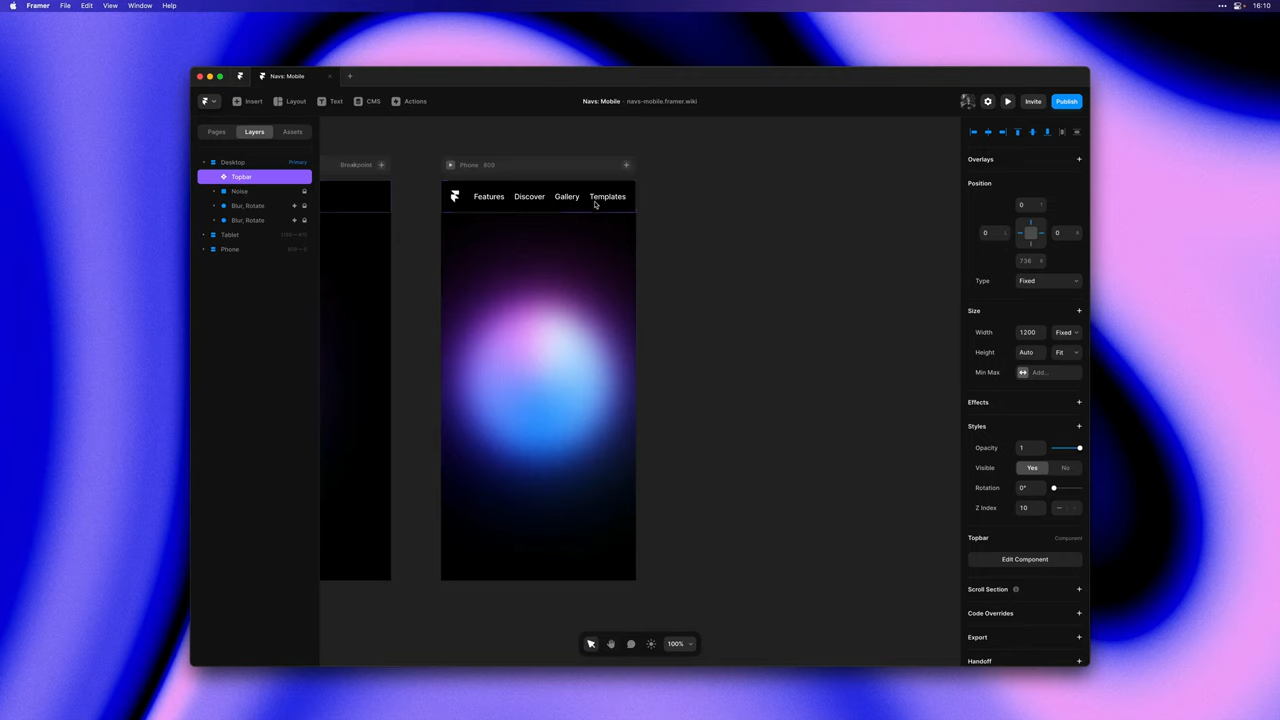 Framer File Edit View Window Help 16:10
Navs: Mobile
Insert Layout Text CMS Actions Navs: Mobile · navs-mobile.framer.wiki Invite Publish
Pages Layers Assets
Desktop Primary
Topbar
Noise
Blur, Rotate
Blur, Rotate
Tablet
Phone
Breakpoint
Phone 809
Features Discover Gallery Templates
Overlays
Position
0 T
0 L 0 R
736 B
Type Fixed
Size
Width 1200 Fixed
Height Auto Fit
Min Max Add...
Effects
Styles
Opacity 1
Visible Yes No
Rotation 0°
Z Index 10
Topbar Component
Edit Component
Scroll Section
Code Overrides
Export
Handoff
100%